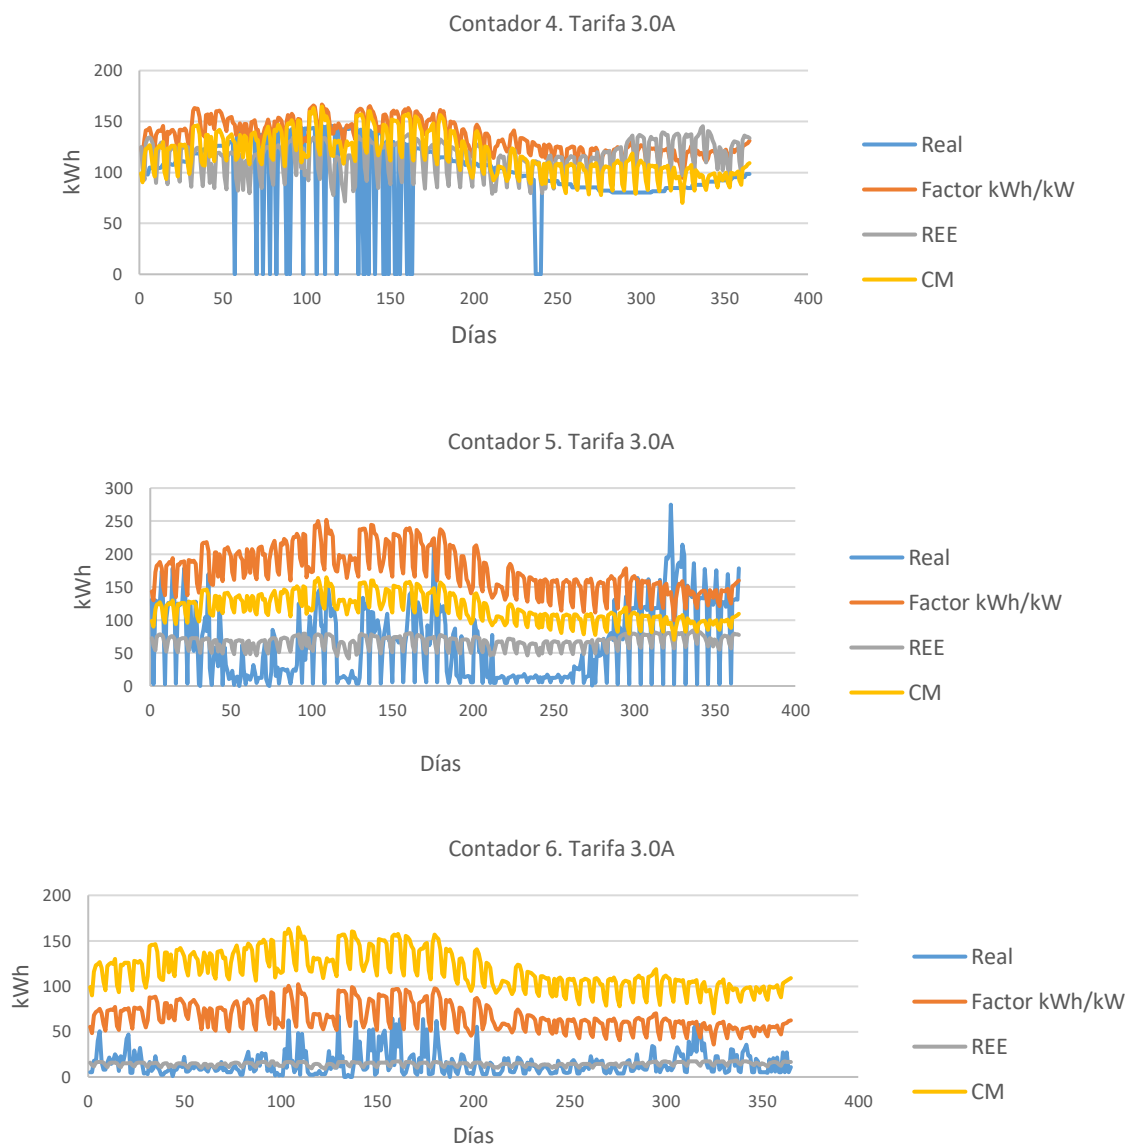 Contador 4. Tarifa 3.0A
200
150
100
50
0
kWh
0 50 100 150 200 250 300 350 400
Días
Real
Factor kWh/kW
REE
CM
Contador 5. Tarifa 3.0A
300
250
200
150
100
50
0
kWh
0 50 100 150 200 250 300 350 400
Días
Real
Factor kWh/kW
REE
CM
Contador 6. Tarifa 3.0A
200
150
100
50
0
kWh
0 50 100 150 200 250 300 350 400
Días
Real
Factor kWh/kW
REE
CM